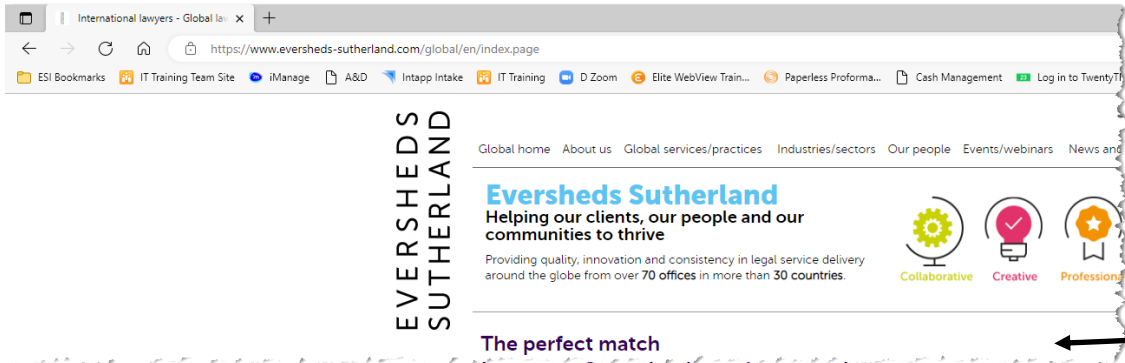 International lawyers - Global law
https://www.eversheds-sutherland.com/global/en/index.page
ESI Bookmarks IT Training Team Site iManage A&D Intapp Intake IT Training D Zoom Elite WebView Train... Paperless Proforma... Cash Management Log in to
EVERSHEDS
SUTHERLAND
Global home About us Global services/practices Industries/sectors Our people Events/webinars News and
Eversheds Sutherland
Helping our clients, our people and our
communities to thrive
Providing quality, innovation and consistency in legal service delivery
around the globe from over 70 offices in more than 30 countries.
Collaborative Creative Professional
The perfect match